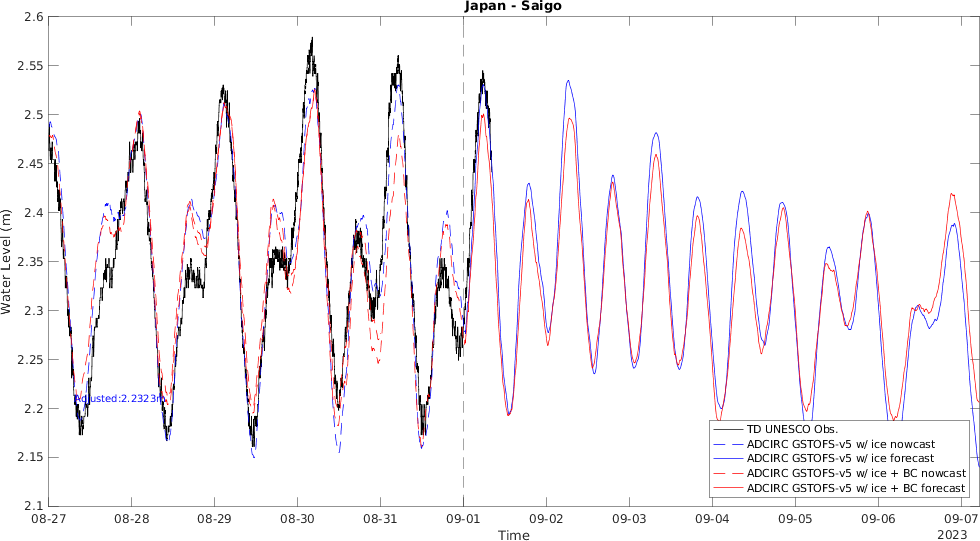 Japan - Saigo
2.6
2.55
2.5
2.45
2.4
2.35
2.3
2.25
2.2
2.15
2.1
Water Level (m)
Adjusted:2.2323m
TD UNESCO Obs.
ADCIRC GSTOFS-v5 w/ ice nowcast
ADCIRC GSTOFS-v5 w/ ice forecast
ADCIRC GSTOFS-v5 w/ ice + BC nowcast
ADCIRC GSTOFS-v5 w/ ice + BC forecast
08-27 08-28 08-29 08-30 08-31 09-01 09-02 09-03 09-04 09-05 09-06 09-07
Time
2023